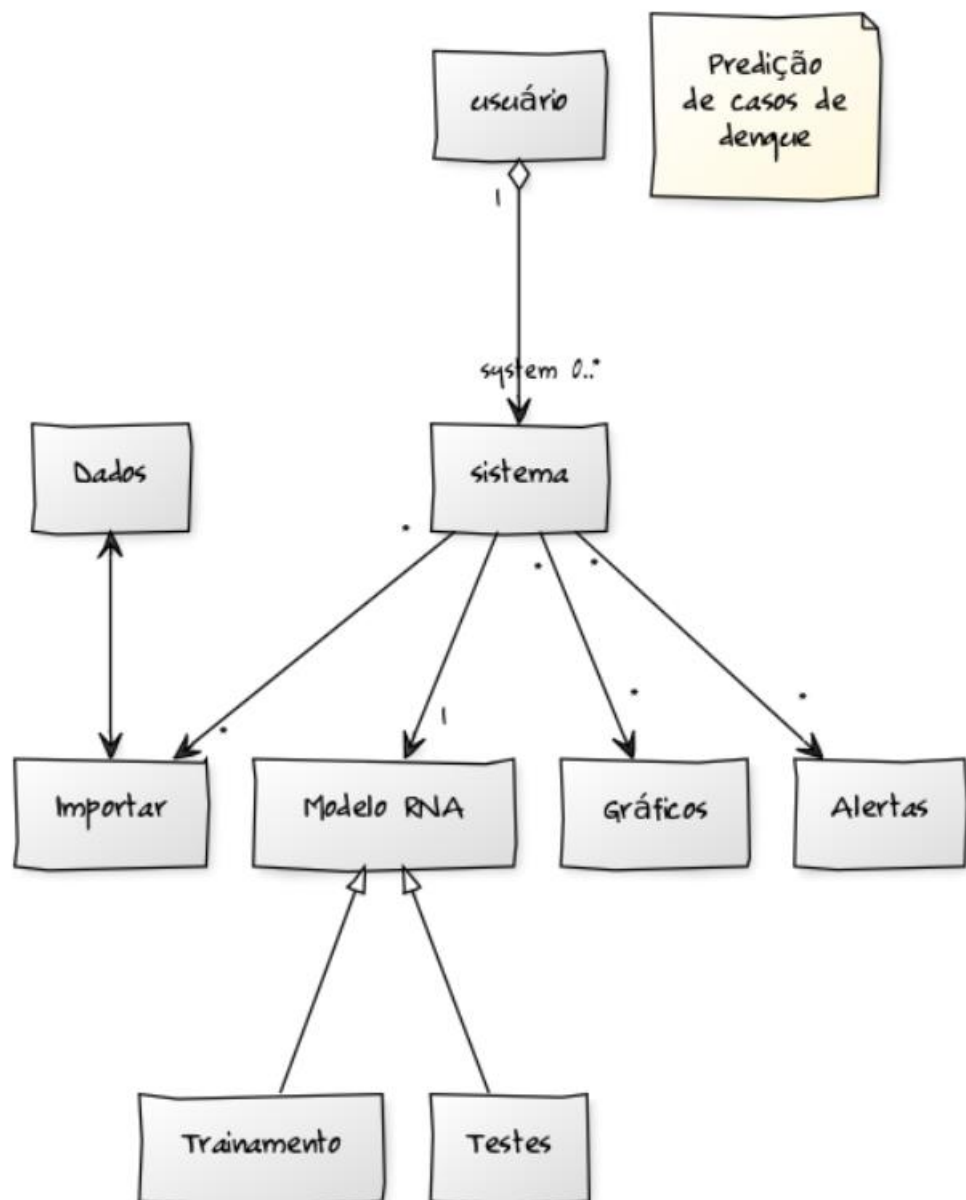 usuário
Predição
de casos de
dengue
1
system 0..*
Dados
sistema
*
*
*
*
1
*
*
Importar
Modelo RNA
Gráficos
Alertas
Trainamento
Testes